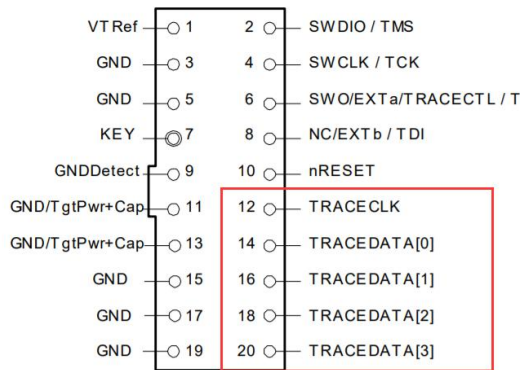 VTRef 1 2 SWDIO / TMS
GND 3 4 SWCLK / TCK
GND 5 6 SWO/EXTa/TRACECTL / T
KEY 7 8 NC/EXTb / TDI
GNDDetect 9 10 nRESET
GND/TgtPwr+Cap 11 12 TRACECLK
GND/TgtPwr+Cap 13 14 TRACEDATA[0]
GND 15 16 TRACEDATA[1]
GND 17 18 TRACEDATA[2]
GND 19 20 TRACEDATA[3]